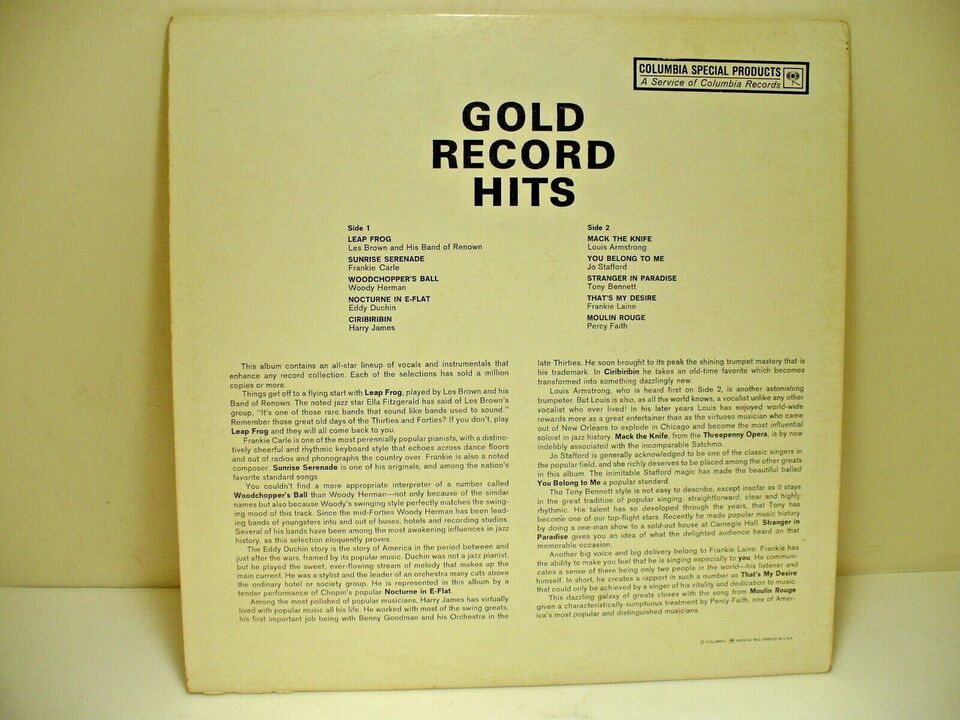 COLUMBIA SPECIAL PRODUCTS
A Service of Columbia Records
GOLD
RECORD
HITS
Side 1
LEAP FROG
Les Brown and His Band of Renown
SUNRISE SERENADE
Frankie Carle
WOODCHOPPER'S BALL
Woody Herman
NOCTURNE IN E-FLAT
Eddy Duchin
CIRIBIRIBIN
Harry James
Side 2
MACK THE KNIFE
Louis Armstrong
YOU BELONG TO ME
Jo Stafford
STRANGER IN PARADISE
Tony Bennett
THAT'S MY DESIRE
Frankie Laine
MOULIN ROUGE
Percy Faith
This album contains an all-star lineup of vocals and instrumentals that
enhance any record collection. Each of the selections has sold a million
copies or more.
Things get off to a flying start with Leap Frog, played by Les Brown and his
Band of Renown. The noted jazz star Ella Fitzgerald has said of Les Brown's
group, "It's one of those rare bands that sound like bands used to sound."
Remember those great old days of the Thirties and Forties? If you don't, play
Leap Frog and they will all come back to you.
Frankie Carle is one of the most perennially popular pianists, with a distinc-
tively cheerful and rhythmic keyboard style that echoes across dance floors
and out of radios and phonographs the country over. Frankie is also a noted
composer. Sunrise Serenade is one of his originals, and among the nation's
favorite standard songs.
You couldn't find a more appropriate interpreter of a number called
Woodchopper's Ball than Woody Herman—not only because of the similar
names but also because Woody's swinging style perfectly matches the swing-
ing mood of this track. Since the mid-Forties Woody Herman has been lead-
ing bands of youngsters into and out of buses, hotels and recording studios.
Several of his bands have been among the most awakening influences in jazz
history, as this selection eloquently proves.
The Eddy Duchin story is the story of America in the period between and
just after the wars, framed by its popular music. Duchin was not a jazz pianist,
but he played the sweet, ever-flowing stream of melody that makes up the
main current. He was a stylist and the leader of an orchestra many cuts above
the ordinary hotel or society group. He is represented in this album by a
tender performance of Chopin's popular Nocturne in E-Flat.
Among the most polished of popular musicians, Harry James has virtually
lived with popular music all his life. He worked with most of the swing greats,
his first important job being with Benny Goodman and his Orchestra in the
late Thirties. He soon brought to its peak the shining trumpet mastery that is
his trademark. In Ciribiribin he takes an old-time favorite which becomes
transformed into something dazzlingly new.
Louis Armstrong, who is heard first on Side 2, is another astonishing
trumpeter. But Louis is also, as all the world knows, a vocalist unlike any other
vocalist who ever lived! In his later years Louis has enjoyed world-wide
rewards more as a great entertainer than as the virtuoso musician who came
out of New Orleans to explode in Chicago and become the most influential
soloist in jazz history. Mack the Knife, from the Threepenny Opera, is by now
indelibly associated with the incomparable Satchmo.
Jo Stafford is generally acknowledged to be one of the classic singers in
the popular field, and she richly deserves to be placed among the other greats
in this album. The inimitable Stafford magic has made the beautiful ballad
You Belong to Me a popular standard.
The Tony Bennett style is not easy to describe, except insofar as it stays
in the great tradition of popular singing: straightforward, clear and highly
rhythmic. His talent has so developed through the years, that Tony has
become one of our top-flight stars. Recently he made popular music history
by doing a one-man show to a sold-out house at Carnegie Hall. Stranger in
Paradise gives you an idea of what the delighted audience heard on that
memorable occasion.
Another big voice and big delivery belong to Frankie Laine. Frankie has
the ability to make you feel that he is singing especially to you. He communi-
cates a sense of there being only two people in the world—his listener and
himself. In short, he creates a rapport in such a number as That's My Desire
that could only be achieved by a singer of his vitality and dedication to music.
This dazzling galaxy of greats closes with the song from Moulin Rouge
given a characteristically sumptuous treatment by Percy Faith, one of Amer-
ica's most popular and distinguished musicians.
© "COLUMBIA" MARCAS REG. PRINTED IN U.S.A.